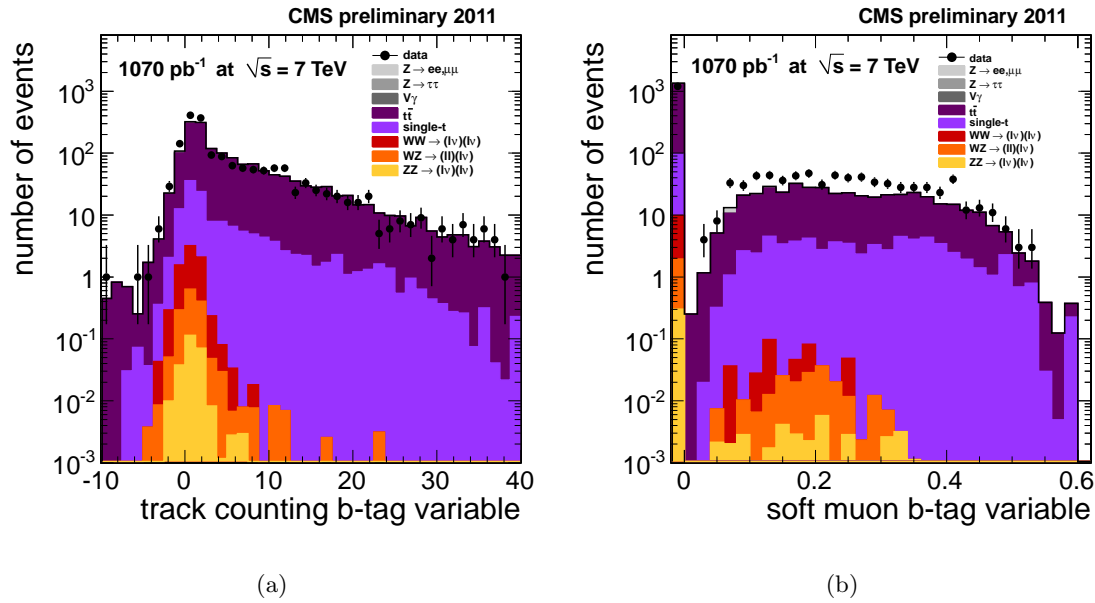 CMS preliminary 2011
1070 pb⁻¹ at √s = 7 TeV
data
Z → ee,μμ
Z → ττ
Vγ
tt̄
single-t
WW → (lν)(lν)
WZ → (ll)(lν)
ZZ → (lν)(lν)
number of events
10³
10²
10
1
10⁻¹
10⁻²
10⁻³
-10 0 10 20 30 40
track counting b-tag variable
(a)
CMS preliminary 2011
1070 pb⁻¹ at √s = 7 TeV
data
Z → ee,μμ
Z → ττ
Vγ
tt̄
single-t
WW → (lν)(lν)
WZ → (ll)(lν)
ZZ → (lν)(lν)
number of events
10³
10²
10
1
10⁻¹
10⁻²
10⁻³
0 0.2 0.4 0.6
soft muon b-tag variable
(b)